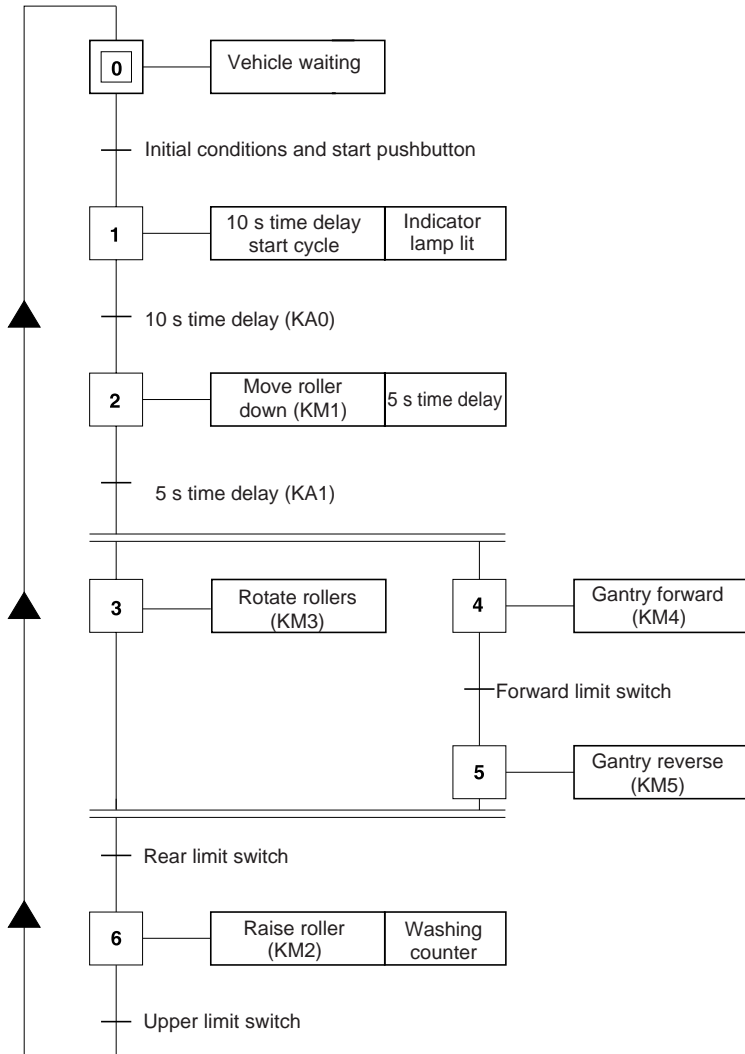 0
Vehicle waiting
Initial conditions and start pushbutton
1
10 s time delay
start cycle
Indicator
lamp lit
10 s time delay (KA0)
2
Move roller
down (KM1)
5 s time delay
5 s time delay (KA1)
3
Rotate rollers
(KM3)
4
Gantry forward
(KM4)
Forward limit switch
5
Gantry reverse
(KM5)
Rear limit switch
6
Raise roller
(KM2)
Washing
counter
Upper limit switch